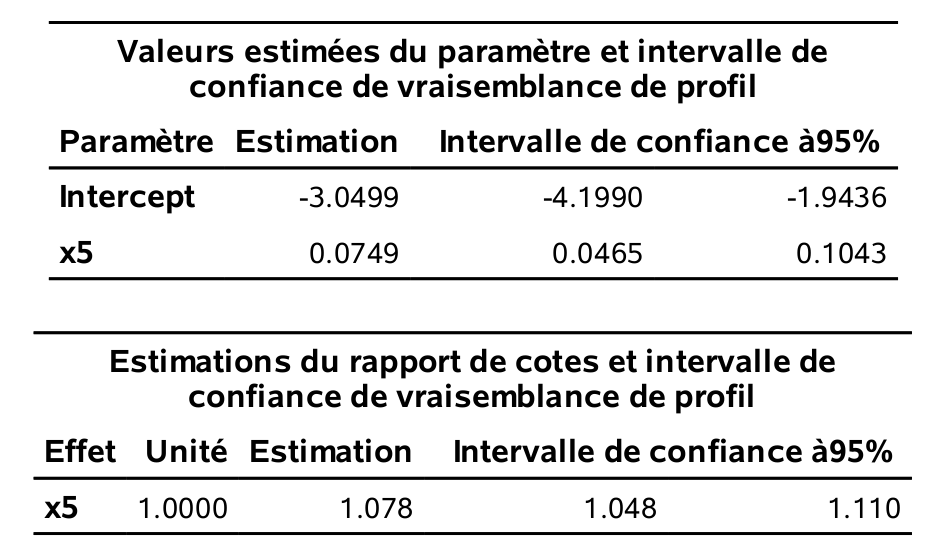 Valeurs estimées du paramètre et intervalle de
confiance de vraisemblance de profil
Paramètre Estimation Intervalle de confiance à95%
Intercept -3.0499 -4.1990 -1.9436
x5 0.0749 0.0465 0.1043
Estimations du rapport de cotes et intervalle de
confiance de vraisemblance de profil
Effet Unité Estimation Intervalle de confiance à95%
x5 1.0000 1.078 1.048 1.110